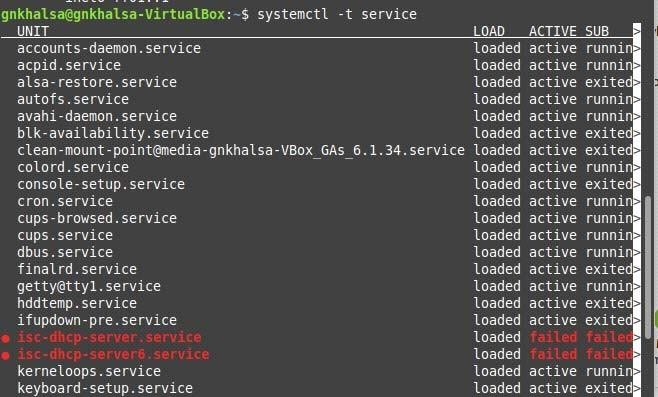 gnkhalsa@gnkhalsa-VirtualBox:~$ systemctl -t service
UNIT LOAD ACTIVE SUB >
accounts-daemon.service loaded active runnin>
acpid.service loaded active runnin>
alsa-restore.service loaded active exited>
autofs.service loaded active runnin>
avahi-daemon.service loaded active runnin>
blk-availability.service loaded active exited>
clean-mount-point@media-gnkhalsa-VBox_GAs_6.1.34.service loaded active exited>
colord.service loaded active runnin>
console-setup.service loaded active exited>
cron.service loaded active runnin>
cups-browsed.service loaded active runnin>
cups.service loaded active runnin>
dbus.service loaded active runnin>
finalrd.service loaded active exited>
getty@tty1.service loaded active runnin>
hddtemp.service loaded active exited>
ifupdown-pre.service loaded active exited>
● isc-dhcp-server.service loaded failed failed>
● isc-dhcp-server6.service loaded failed failed>
kerneloops.service loaded active runnin>
keyboard-setup.service loaded active exited>